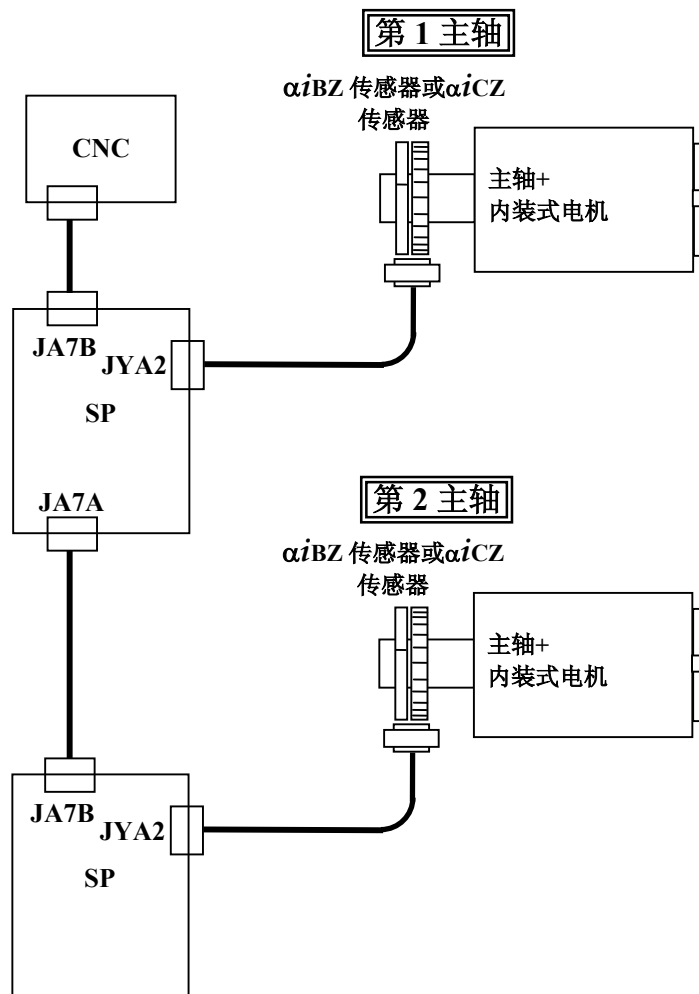 第 1 主轴
αiBZ 传感器或αiCZ
传感器
CNC
主轴+
内装式电机
JA7B
JYA2
SP
JA7A
第 2 主轴
αiBZ 传感器或αiCZ
传感器
主轴+
内装式电机
JA7B
JYA2
SP